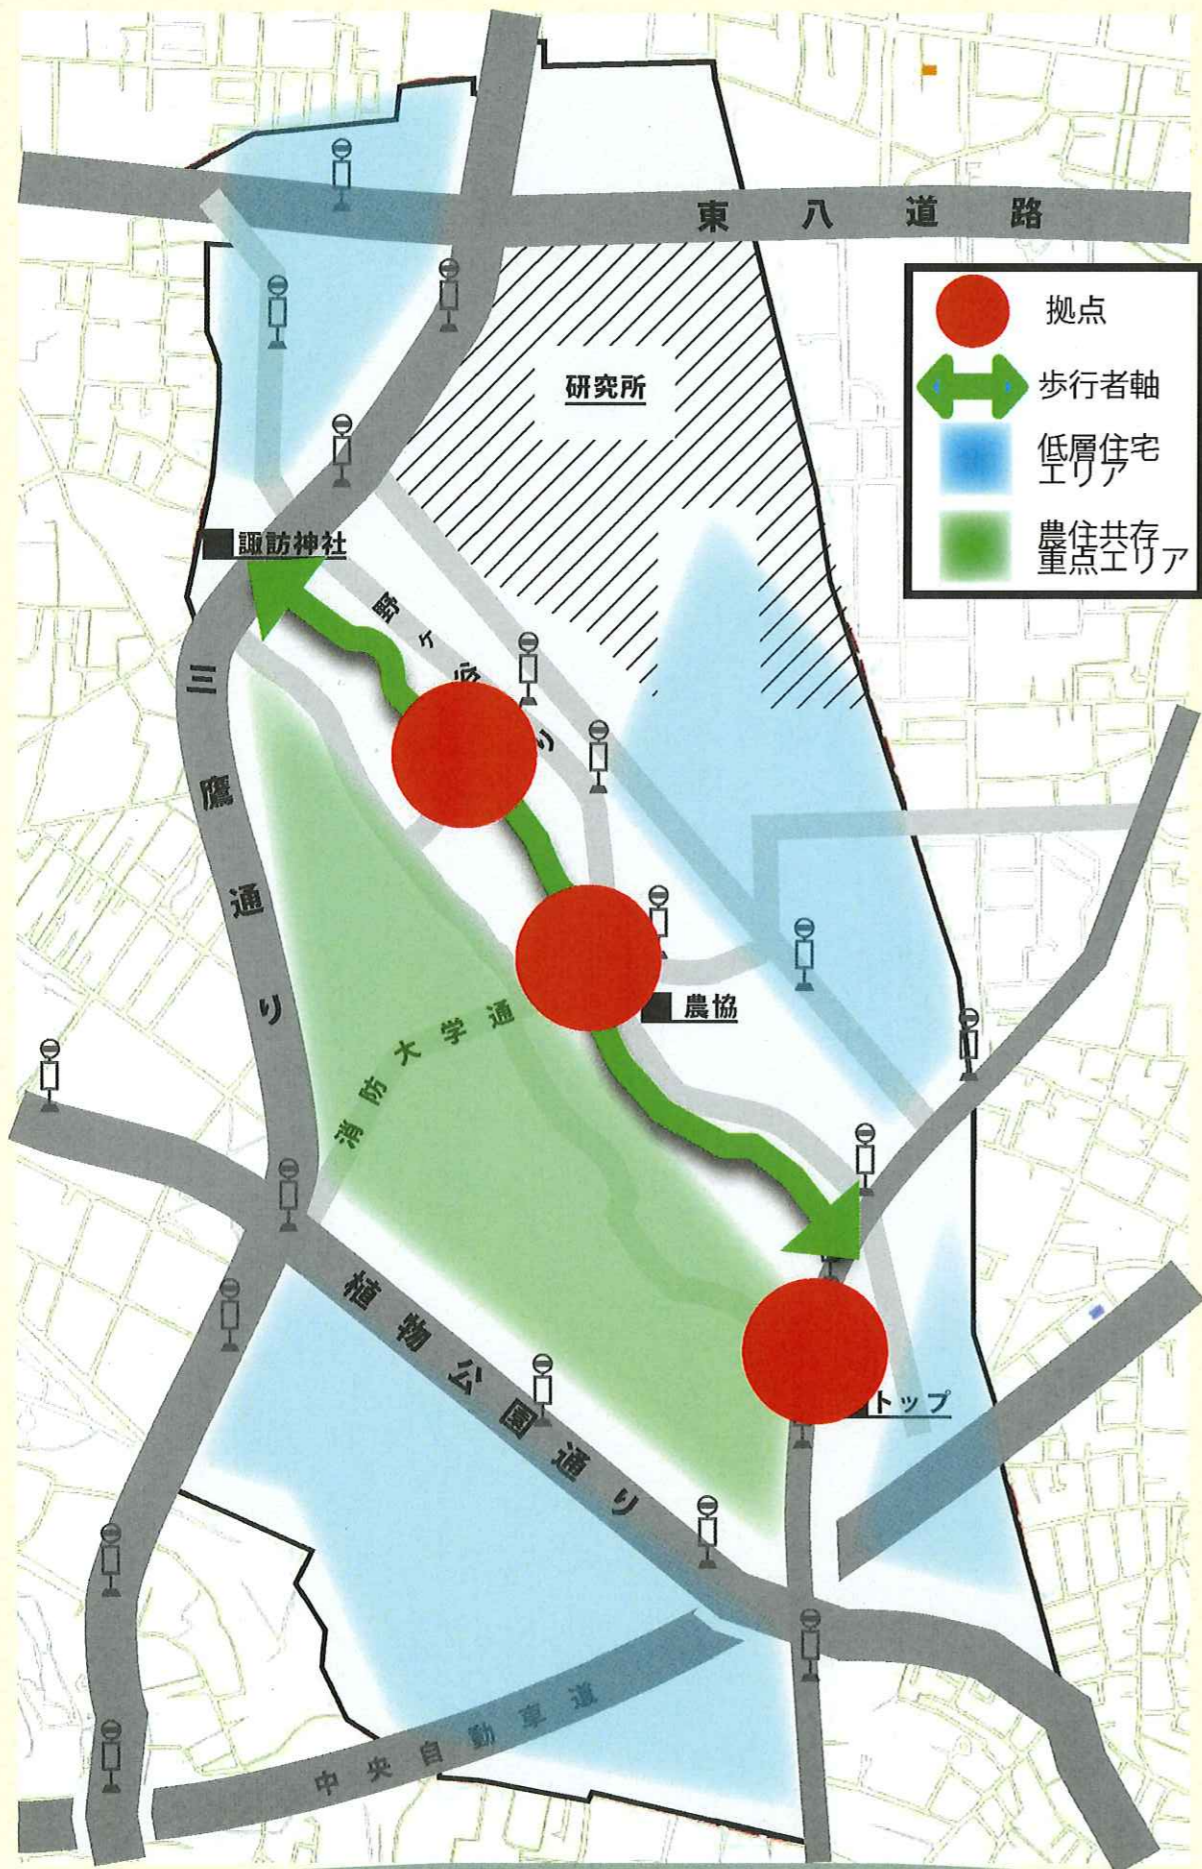 東八道路
拠点
歩行者軸
低層住宅
エリア
農住共存
重点エリア
研究所
諏訪神社
野ヶ
り
三鷹通り
農協
消防大学通
植物公園通り
トップ
中央自動車道